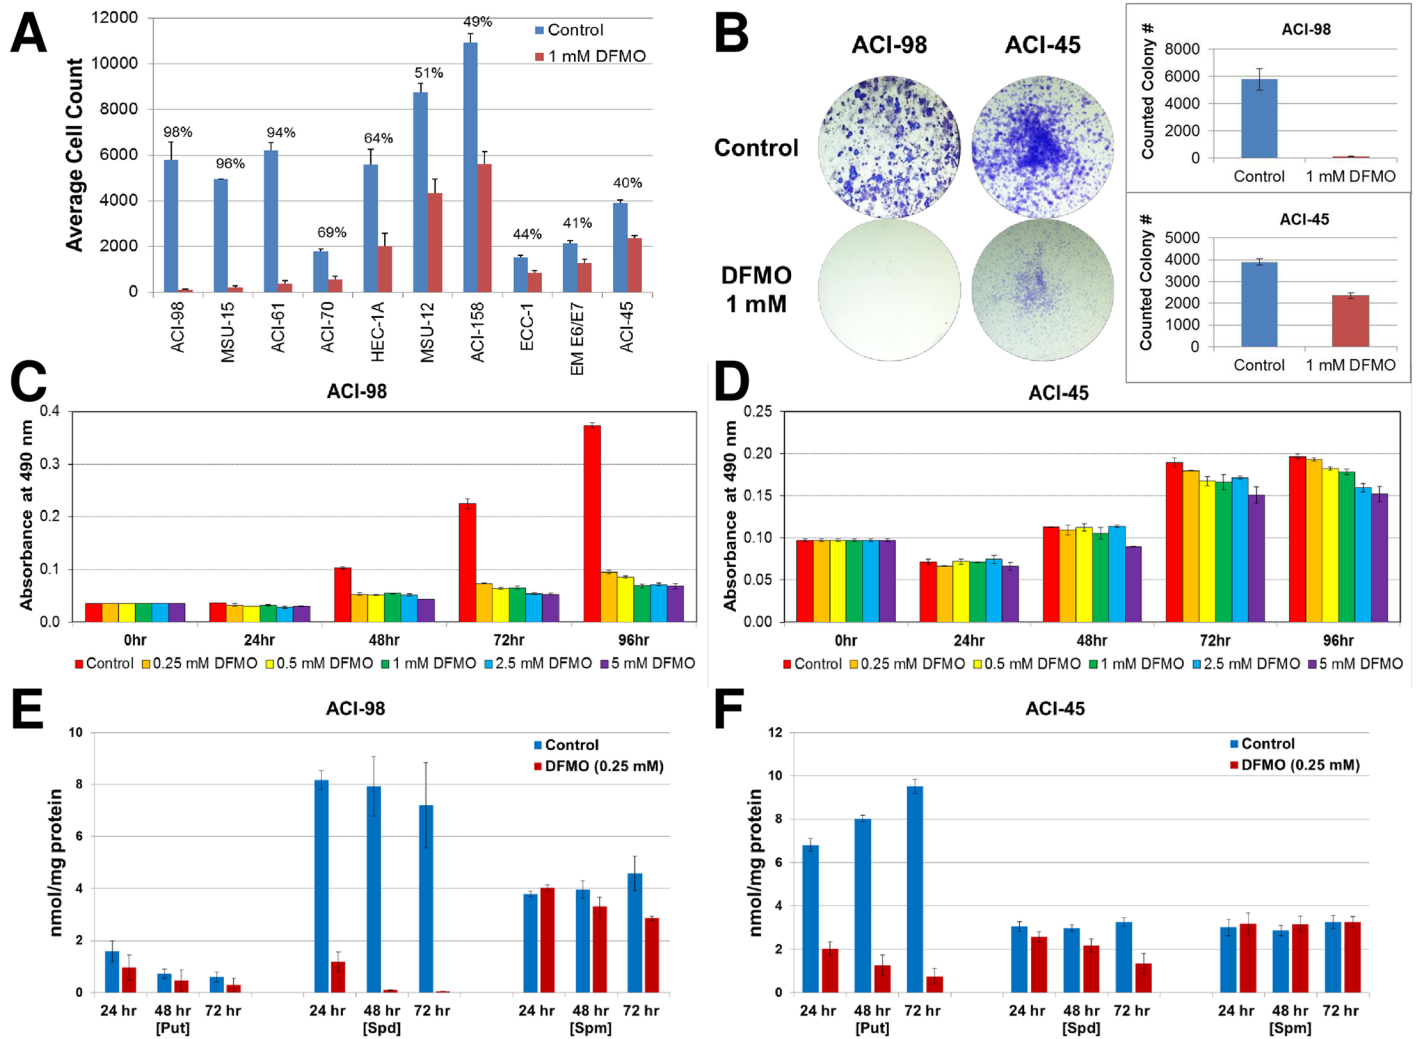 A
Average Cell Count
12000
10000
8000
6000
4000
2000
0
Control
1 mM DFMO
98%
96%
94%
69%
64%
51%
49%
44%
41%
40%
ACI-98
MSU-15
ACI-61
ACI-70
HEC-1A
MSU-12
ACI-158
ECC-1
EM E6/E7
ACI-45
B
ACI-98 ACI-45
Control
DFMO
1 mM
ACI-98
Counted Colony #
8000
6000
4000
2000
0
Control 1 mM DFMO
ACI-45
Counted Colony #
5000
4000
3000
2000
1000
0
Control 1 mM DFMO
C
ACI-98
Absorbance at 490 nm
0.4
0.3
0.2
0.1
0.0
0hr 24hr 48hr 72hr 96hr
Control 0.25 mM DFMO 0.5 mM DFMO 1 mM DFMO 2.5 mM DFMO 5 mM DFMO
D
ACI-45
Absorbance at 490 nm
0.25
0.20
0.15
0.10
0.05
0.00
0hr 24hr 48hr 72hr 96hr
Control 0.25 mM DFMO 0.5 mM DFMO 1 mM DFMO 2.5 mM DFMO 5 mM DFMO
E
ACI-98
nmol/mg protein
10
8
6
4
2
0
Control
DFMO (0.25 mM)
24 hr 48 hr 72 hr 24 hr 48 hr 72 hr 24 hr 48 hr 72 hr
[Put] [Spd] [Spm]
F
ACI-45
nmol/mg protein
12
10
8
6
4
2
0
Control
DFMO (0.25 mM)
24 hr 48 hr 72 hr 24 hr 48 hr 72 hr 24 hr 48 hr 72 hr
[Put] [Spd] [Spm]